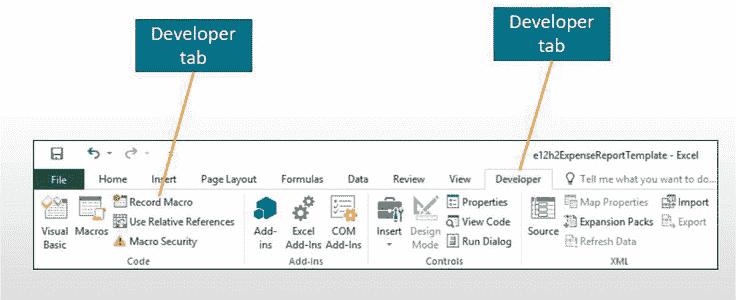 Developer
tab
Developer
tab
e12h2ExpenseReportTemplate - Excel
File Home Insert Page Layout Formulas Data Review View Developer Tell me what you want to do...
Visual
Basic
Macros
Record Macro
Use Relative References
Macro Security
Code
Add-
ins
Excel
Add-Ins
COM
Add-Ins
Add-Ins
Insert
Design
Mode
Properties
View Code
Run Dialog
Controls
Source
Map Properties
Expansion Packs
Refresh Data
Import
Export
XML